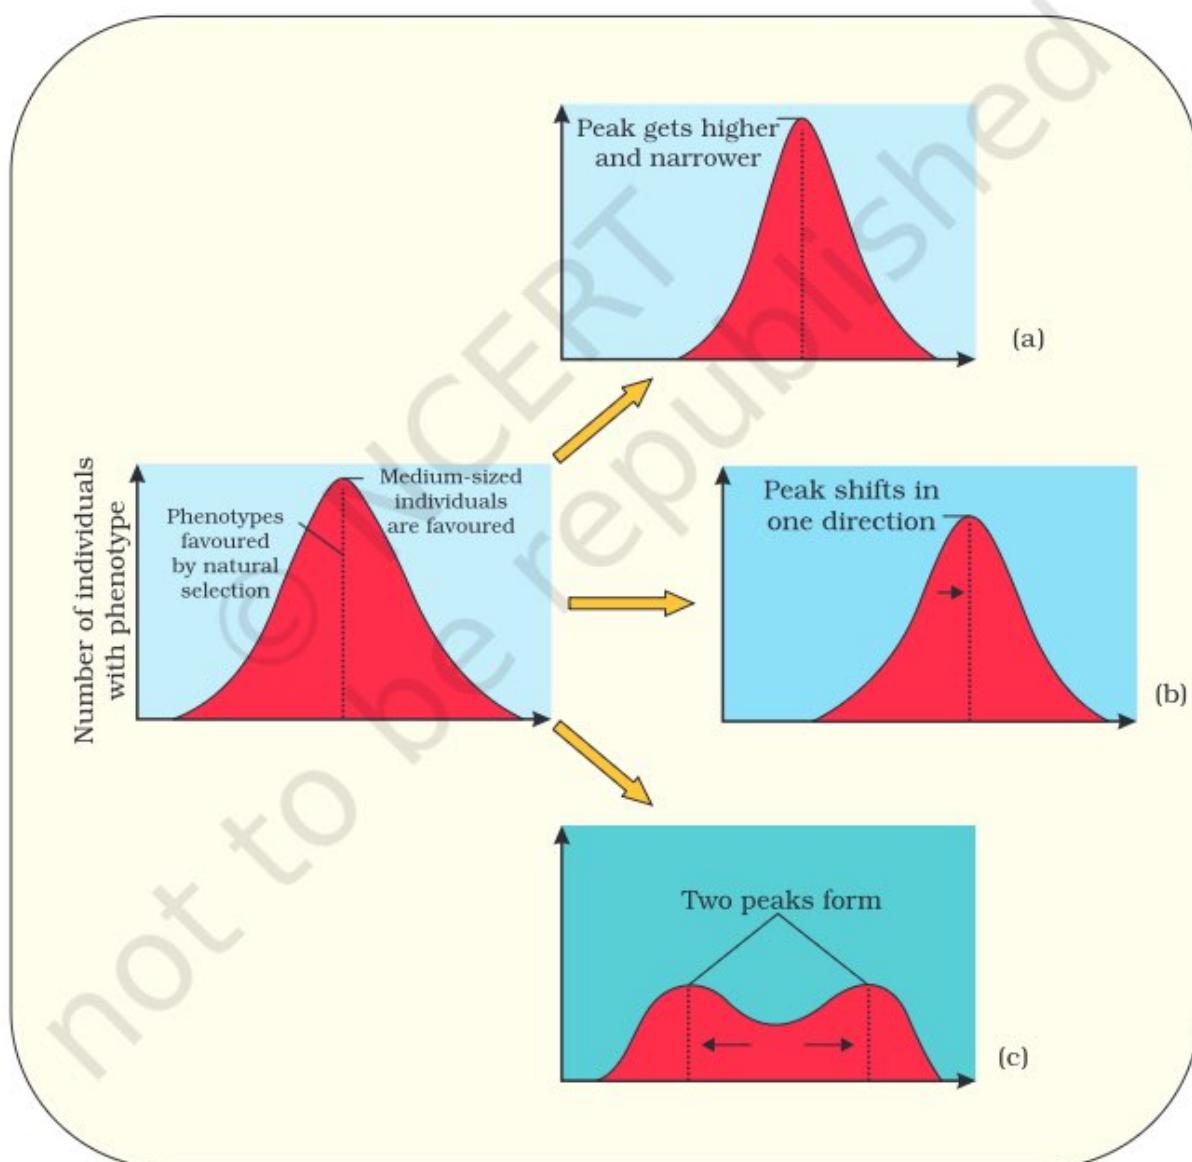 Peak gets higher
and narrower
(a)
Number of individuals
with phenotype
Phenotypes
favoured
by natural
selection
Medium-sized
individuals
are favoured
Peak shifts in
one direction
(b)
Two peaks form
(c)
© NCERT
not to be republished